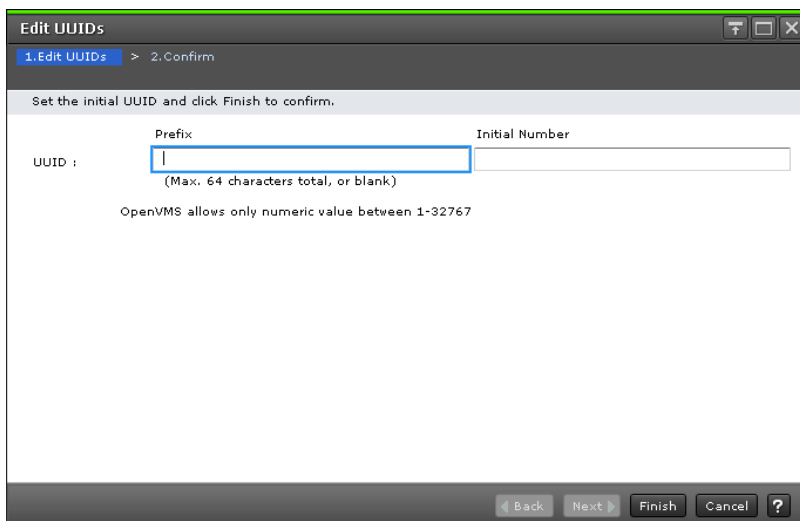 Edit UUIDs
1.Edit UUIDs > 2.Confirm
Set the initial UUID and click Finish to confirm.
Prefix Initial Number
UUID :
(Max. 64 characters total, or blank)
OpenVMS allows only numeric value between 1-32767
Back Next Finish Cancel ?